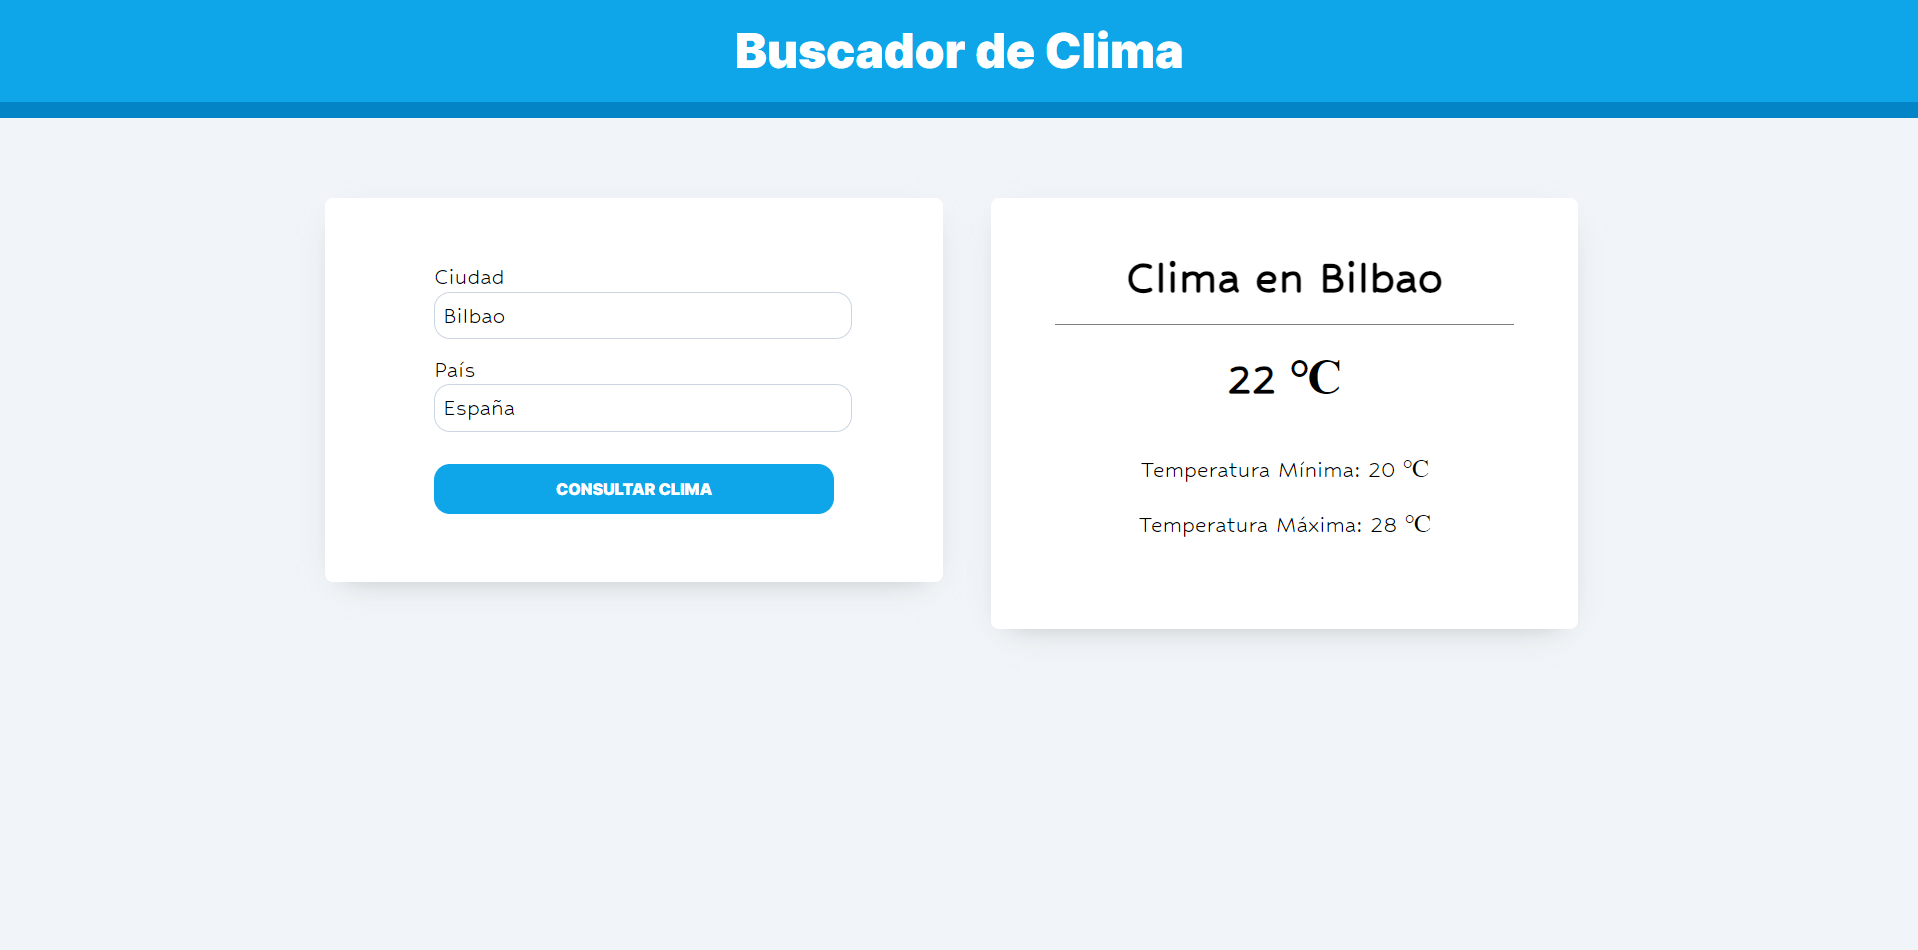 Buscador de Clima
Ciudad
Bilbao
País
España
CONSULTAR CLIMA
Clima en Bilbao
22 ℃
Temperatura Mínima: 20 ℃
Temperatura Máxima: 28 ℃